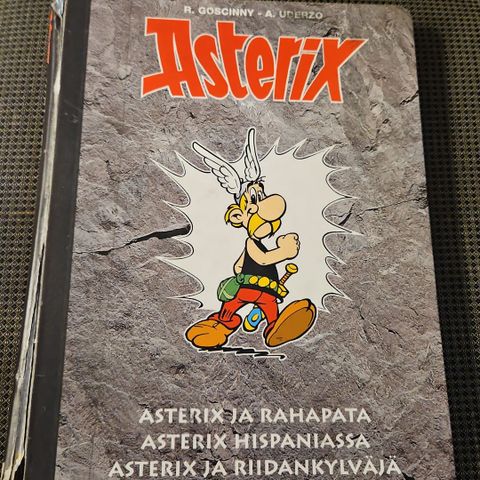 R. GOSCINNY - A. UDERZO
Asterix
ASTERIX JA RAHAPATA
ASTERIX HISPANIASSA
ASTERIX JA RIIDANKYLVÄJÄ